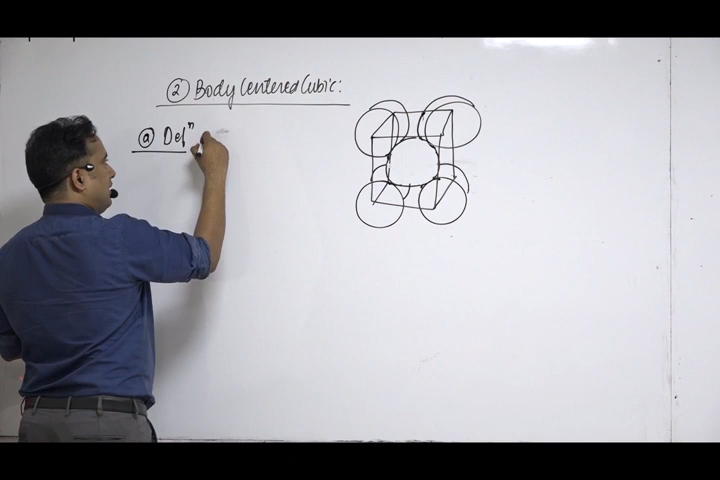 ② Body Centered Cubic:
ⓐ Defⁿ